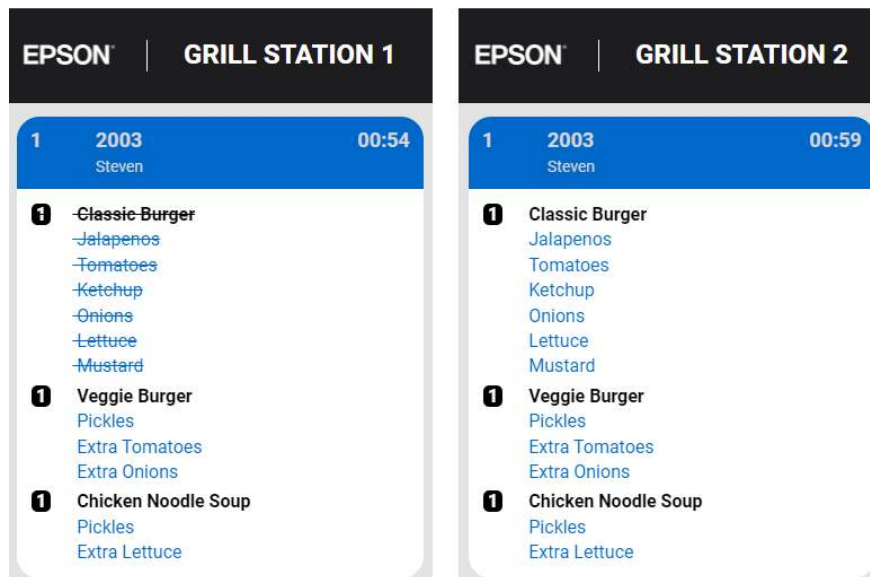 EPSON
GRILL STATION 1
1 2003 00:54
Steven
1 Classic Burger
Jalapenos
Tomatoes
Ketchup
Onions
Lettuce
Mustard
1 Veggie Burger
Pickles
Extra Tomatoes
Extra Onions
1 Chicken Noodle Soup
Pickles
Extra Lettuce
EPSON
GRILL STATION 2
1 2003 00:59
Steven
1 Classic Burger
Jalapenos
Tomatoes
Ketchup
Onions
Lettuce
Mustard
1 Veggie Burger
Pickles
Extra Tomatoes
Extra Onions
1 Chicken Noodle Soup
Pickles
Extra Lettuce